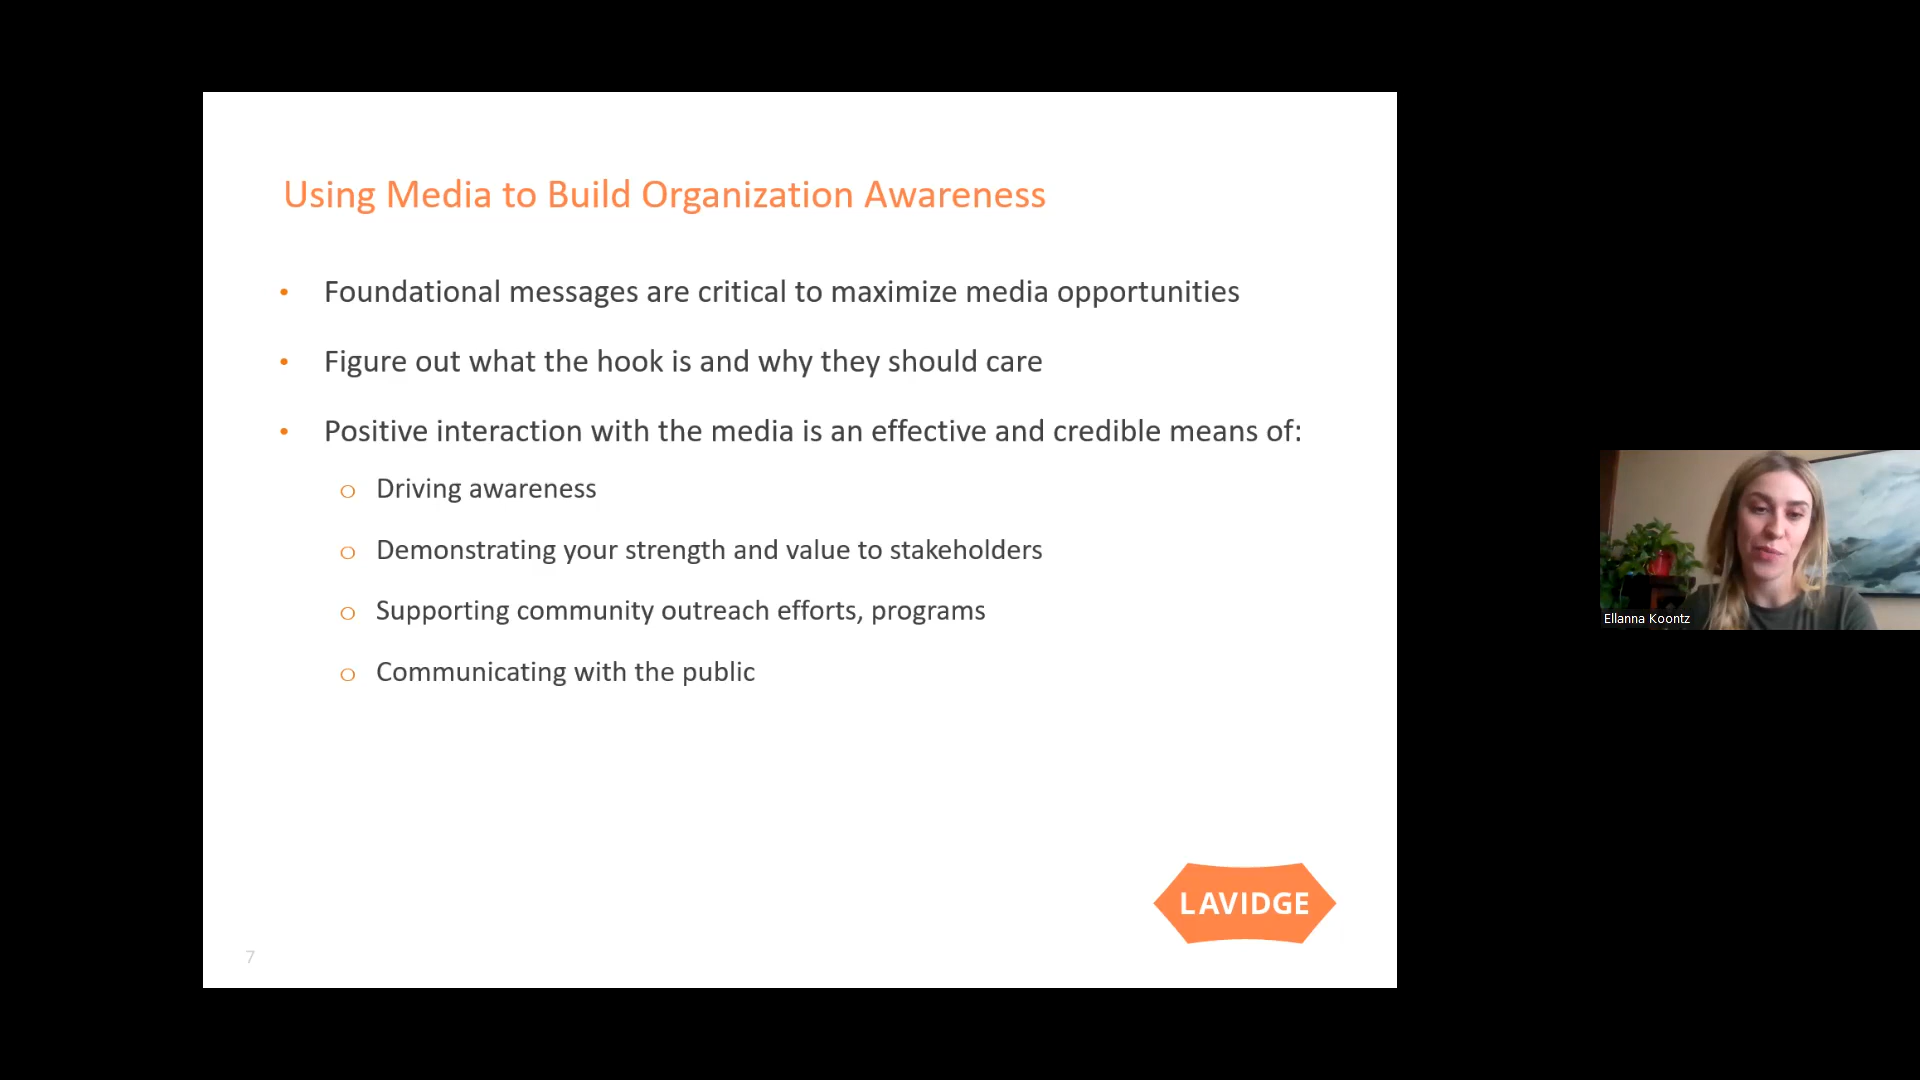 Using Media to Build Organization Awareness
• Foundational messages are critical to maximize media opportunities
• Figure out what the hook is and why they should care
• Positive interaction with the media is an effective and credible means of:
o Driving awareness
o Demonstrating your strength and value to stakeholders
o Supporting community outreach efforts, programs
o Communicating with the public
Ellanna Koontz
LAVIDGE
7